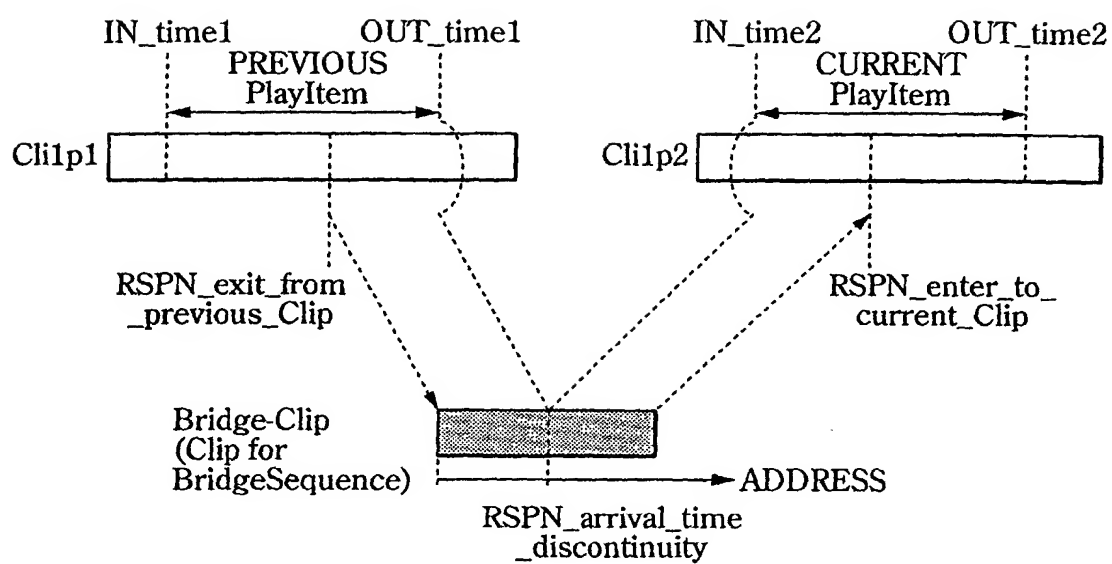 IN_time1
OUT_time1
PREVIOUS
PlayItem
Cli1p1
IN_time2
OUT_time2
CURRENT
PlayItem
Cli1p2
RSPN_exit_from
_previous_Clip
RSPN_enter_to_
current_Clip
Bridge-Clip
(Clip for
BridgeSequence)
ADDRESS
RSPN_arrival_time
_discontinuity